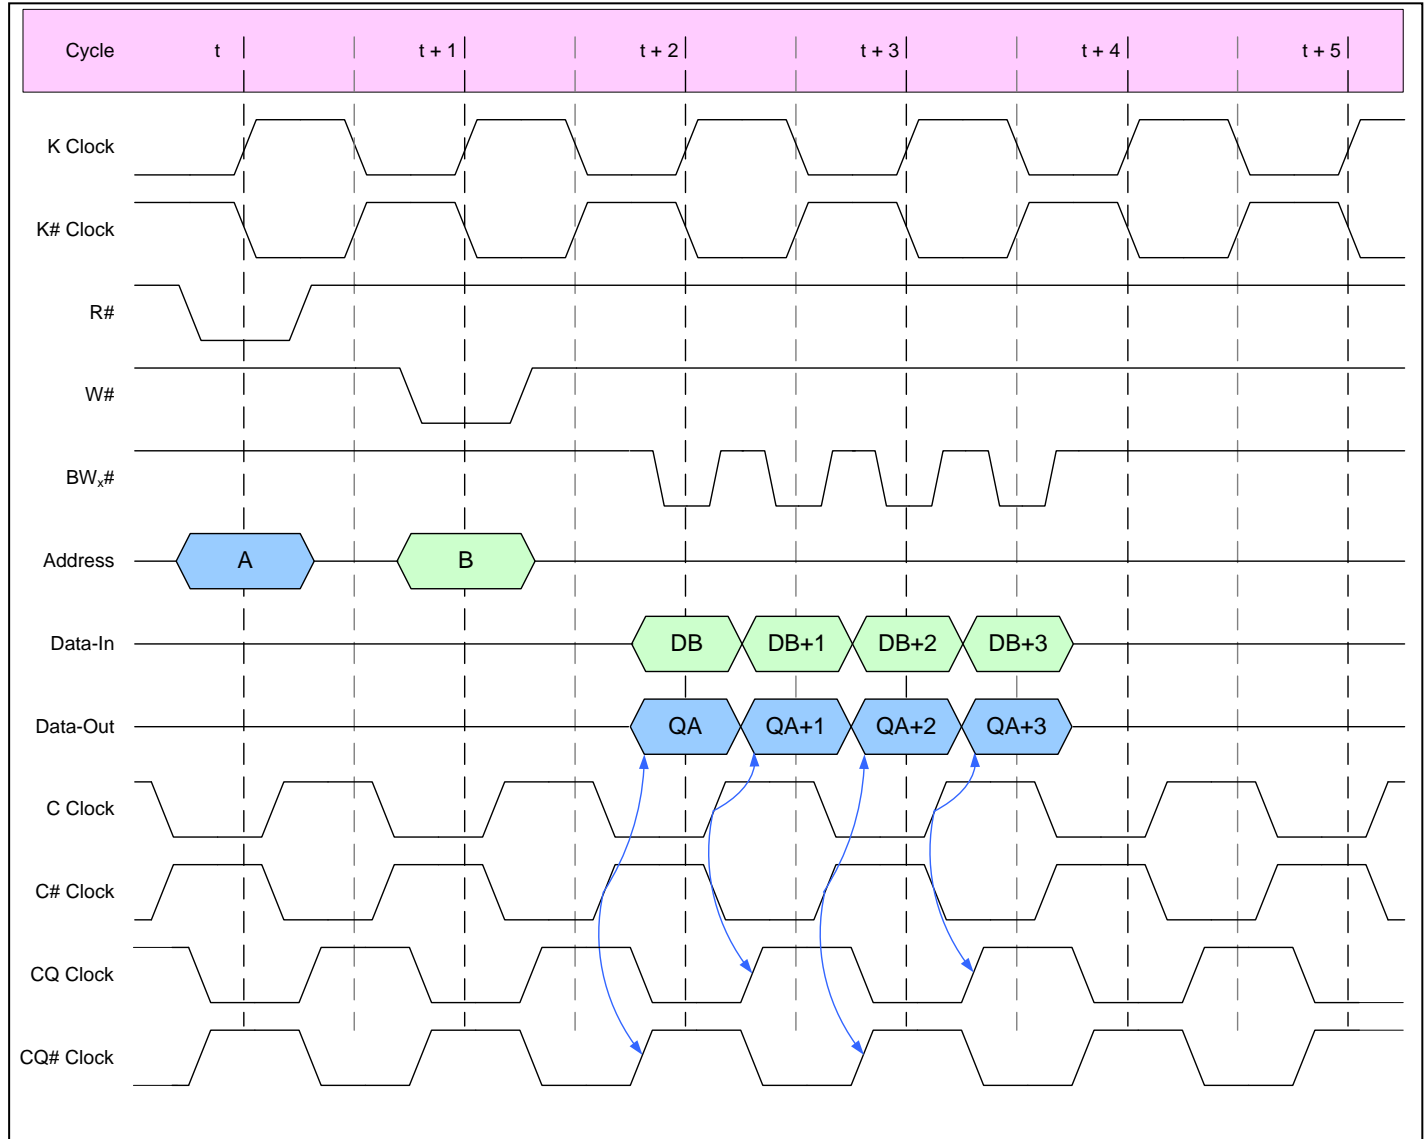 Cycle t t + 1 t + 2 t + 3 t + 4 t + 5
K Clock
K# Clock
R#
W#
BWx#
Address A B
Data-In DB DB+1 DB+2 DB+3
Data-Out QA QA+1 QA+2 QA+3
C Clock
C# Clock
CQ Clock
CQ# Clock